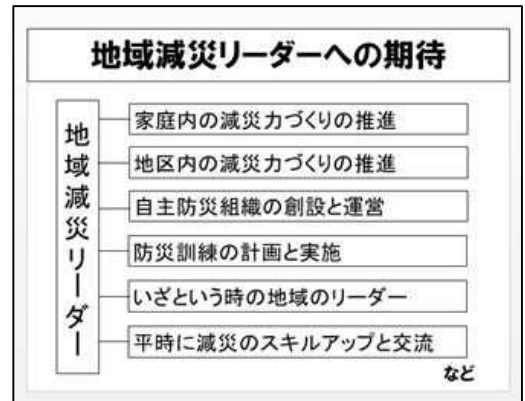 地域減災リーダーへの期待
地域減災リーダー
家庭内の減災力づくりの推進
地区内の減災力づくりの推進
自主防災組織の創設と運営
防災訓練の計画と実施
いざという時の地域のリーダー
平時に減災のスキルアップと交流
など